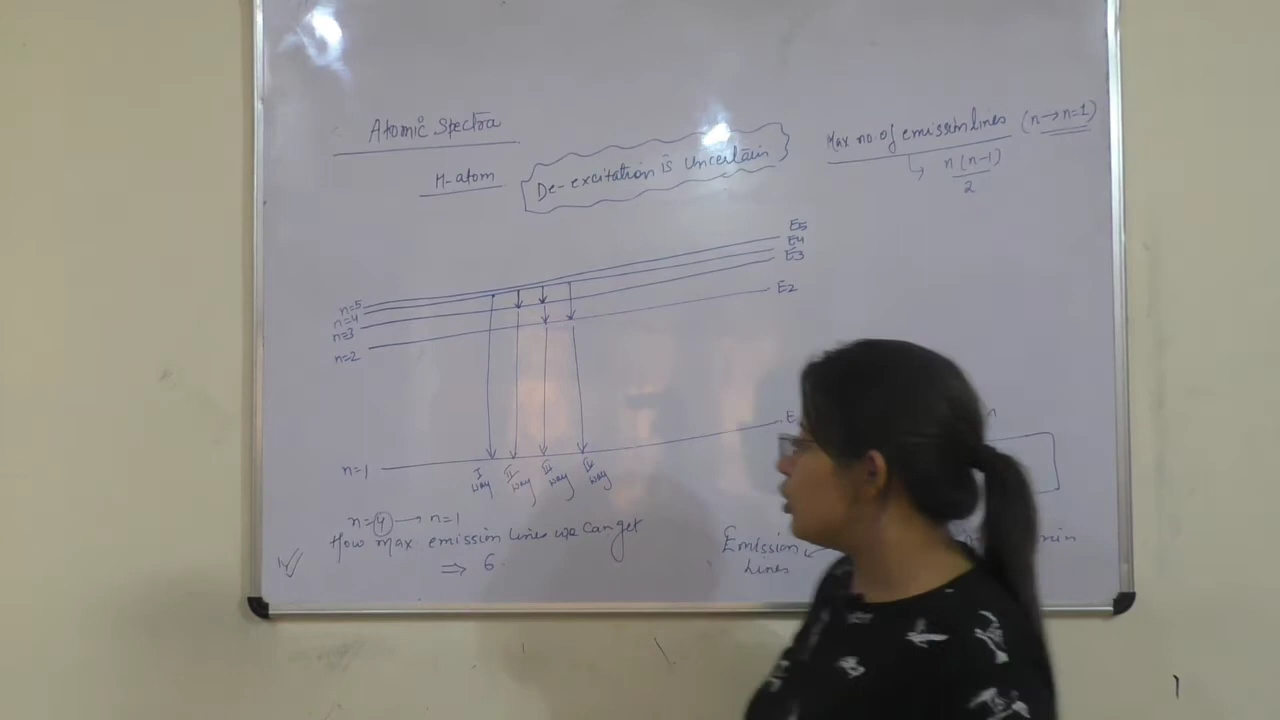 Atomic Spectra
H-atom
De-excitation is Uncertain
Max no. of emission lines (n→n=1)
n(n-1)
2
E5
E4
E3
E2
E
n=5
n=4
n=3
n=2
n=1
I way
II way
III way
IV way
n=4 → n=1
How max emission lines we can get
⇒ 6
Emission
Lines